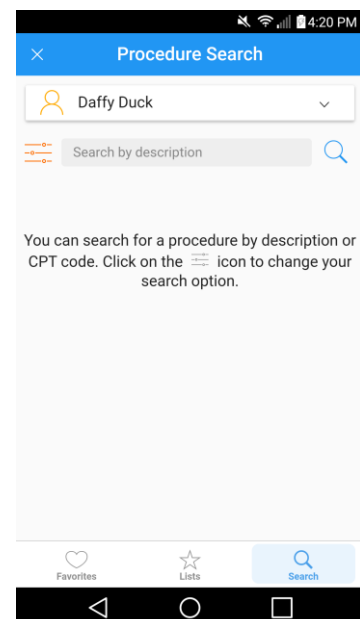 4:20 PM
Procedure Search
Daffy Duck
Search by description
You can search for a procedure by description or
CPT code. Click on the icon to change your
search option.
Favorites
Lists
Search